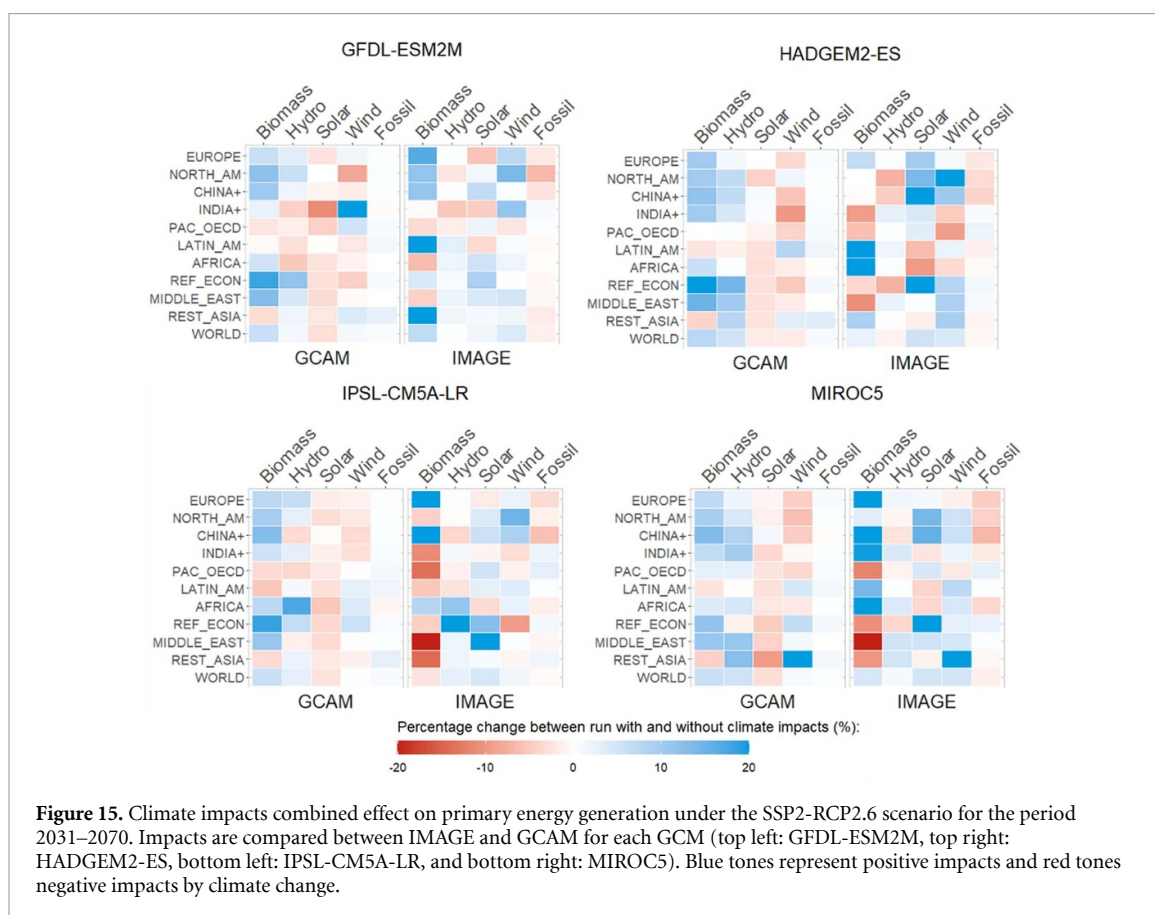 GFDL-ESM2M
Biomass Hydro Solar Wind Fossil Biomass Hydro Solar Wind Fossil
EUROPE
NORTH_AM
CHINA+
INDIA+
PAC_OECD
LATIN_AM
AFRICA
REF_ECON
MIDDLE_EAST
REST_ASIA
WORLD
GCAM IMAGE
HADGEM2-ES
Biomass Hydro Solar Wind Fossil Biomass Hydro Solar Wind Fossil
EUROPE
NORTH_AM
CHINA+
INDIA+
PAC_OECD
LATIN_AM
AFRICA
REF_ECON
MIDDLE_EAST
REST_ASIA
WORLD
GCAM IMAGE
IPSL-CM5A-LR
Biomass Hydro Solar Wind Fossil Biomass Hydro Solar Wind Fossil
EUROPE
NORTH_AM
CHINA+
INDIA+
PAC_OECD
LATIN_AM
AFRICA
REF_ECON
MIDDLE_EAST
REST_ASIA
WORLD
GCAM IMAGE
MIROC5
Biomass Hydro Solar Wind Fossil Biomass Hydro Solar Wind Fossil
EUROPE
NORTH_AM
CHINA+
INDIA+
PAC_OECD
LATIN_AM
AFRICA
REF_ECON
MIDDLE_EAST
REST_ASIA
WORLD
GCAM IMAGE
Percentage change between run with and without climate impacts (%):
-20 -10 0 10 20
Figure 15. Climate impacts combined effect on primary energy generation under the SSP2-RCP2.6 scenario for the period
2031–2070. Impacts are compared between IMAGE and GCAM for each GCM (top left: GFDL-ESM2M, top right:
HADGEM2-ES, bottom left: IPSL-CM5A-LR, and bottom right: MIROC5). Blue tones represent positive impacts and red tones
negative impacts by climate change.